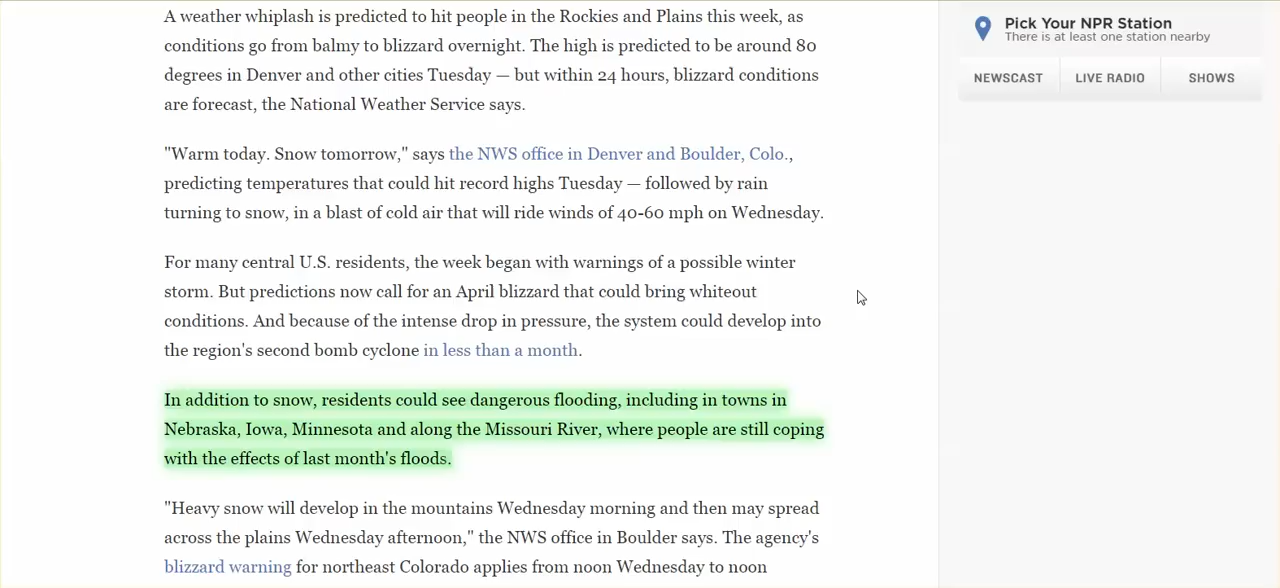 A weather whiplash is predicted to hit people in the Rockies and Plains this week, as
conditions go from balmy to blizzard overnight. The high is predicted to be around 80
degrees in Denver and other cities Tuesday — but within 24 hours, blizzard conditions
are forecast, the National Weather Service says.
"Warm today. Snow tomorrow," says the NWS office in Denver and Boulder, Colo.,
predicting temperatures that could hit record highs Tuesday — followed by rain
turning to snow, in a blast of cold air that will ride winds of 40-60 mph on Wednesday.
For many central U.S. residents, the week began with warnings of a possible winter
storm. But predictions now call for an April blizzard that could bring whiteout
conditions. And because of the intense drop in pressure, the system could develop into
the region's second bomb cyclone in less than a month.
In addition to snow, residents could see dangerous flooding, including in towns in
Nebraska, Iowa, Minnesota and along the Missouri River, where people are still coping
with the effects of last month's floods.
"Heavy snow will develop in the mountains Wednesday morning and then may spread
across the plains Wednesday afternoon," the NWS office in Boulder says. The agency's
blizzard warning for northeast Colorado applies from noon Wednesday to noon
Pick Your NPR Station
There is at least one station nearby
NEWSCAST
LIVE RADIO
SHOWS